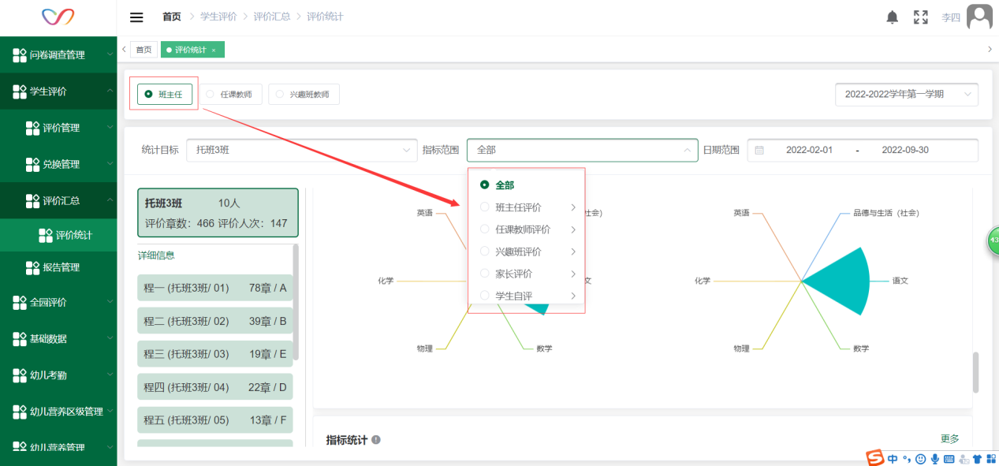 首页 > 学生评价 > 评价汇总 > 评价统计
李四
首页
评价统计 ×
问卷调查管理
学生评价
评价管理
兑换管理
评价汇总
评价统计
报告管理
全园评价
基础数据
幼儿考勤
幼儿营养区级管理
幼儿营养管理
班主任
任课教师
兴趣班教师
2022-2022学年第一学期
统计目标
托班3班
指标范围
全部
日期范围
2022-02-01 - 2022-09-30
托班3班 10人
评价章数：466 评价人次：147
详细信息
程一 (托班3班/ 01) 78章 / A
程二 (托班3班/ 02) 39章 / B
程三 (托班3班/ 03) 19章 / E
程四 (托班3班/ 04) 22章 / D
程五 (托班3班/ 05) 13章 / F
全部
班主任评价
任课教师评价
兴趣班评价
家长评价
学生自评
英语
社会)
化学
文
物理
数学
英语
品德与生活（社会)
化学
语文
物理
数学
指标统计
更多
43
中